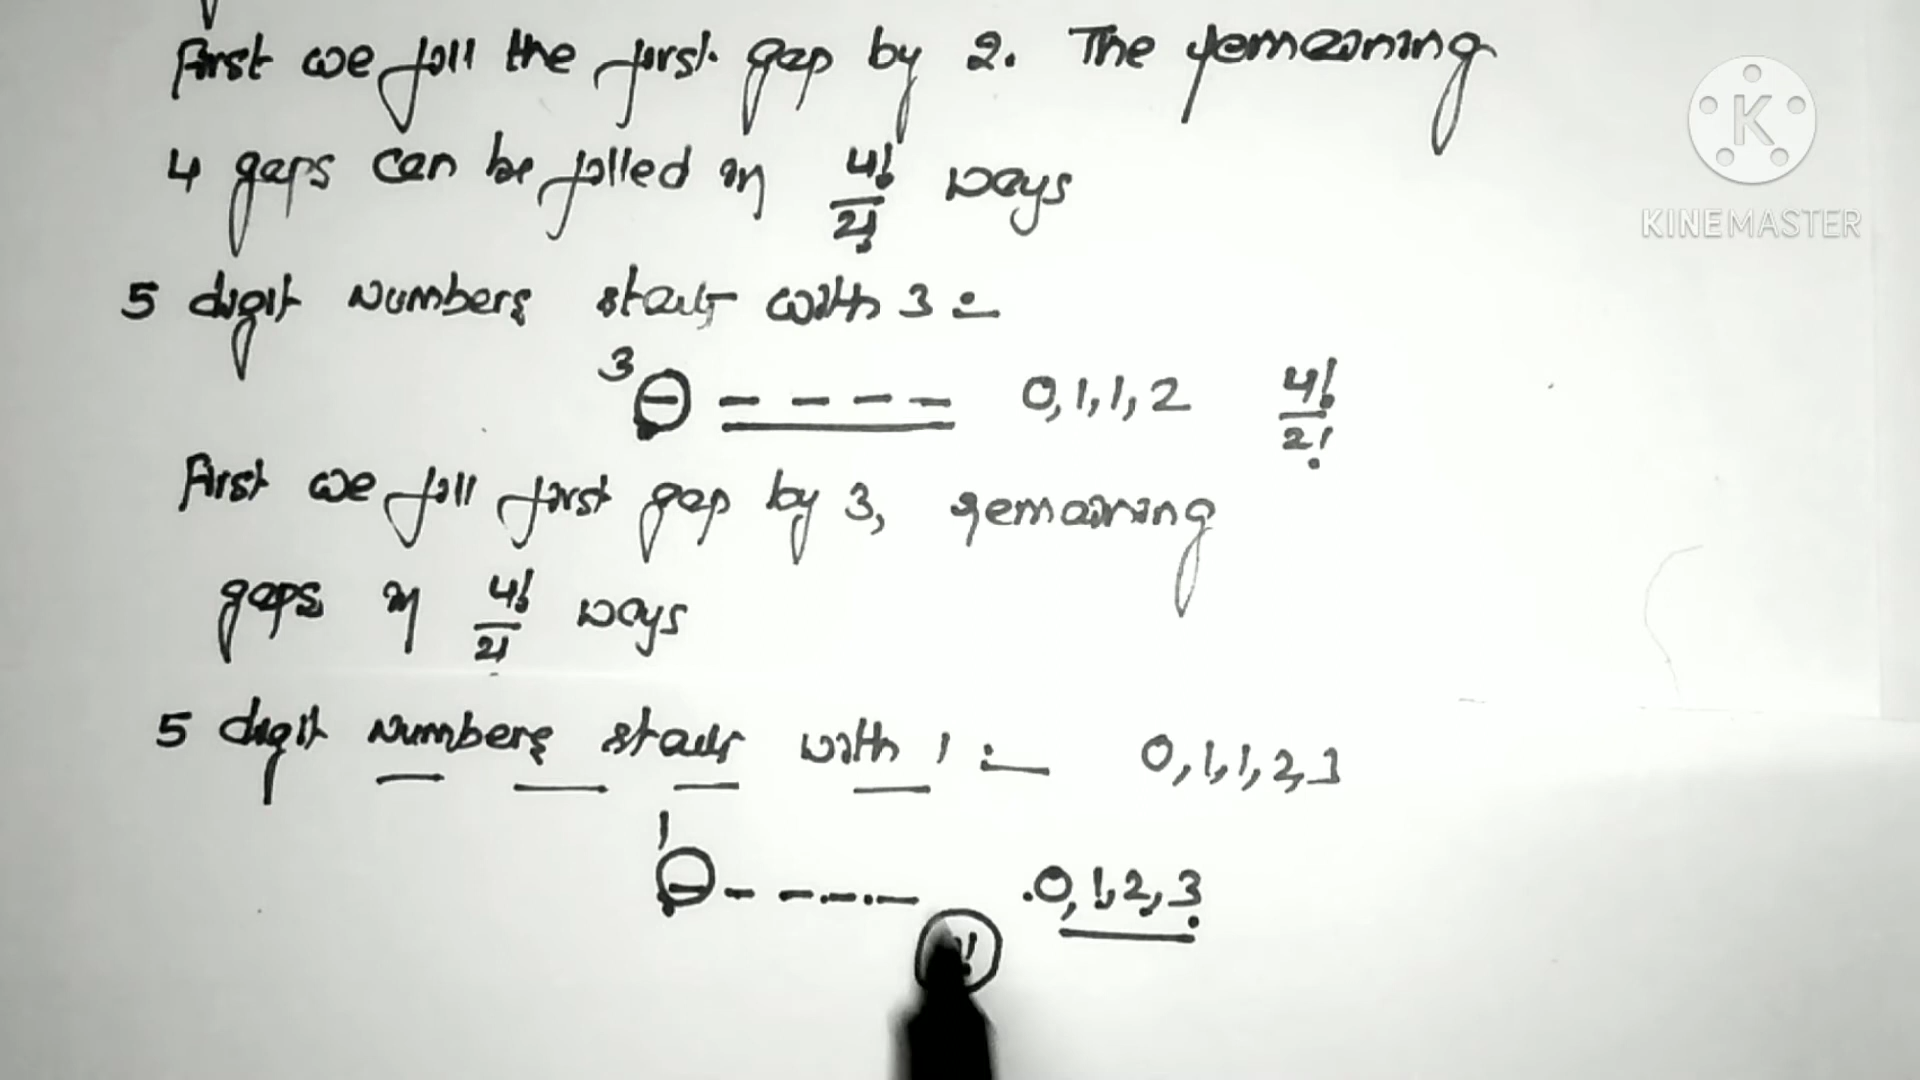 First we fill the first gap by 2. The remaining
4 gaps can be filled in 4!/2! ways
5 digit numbers start with 3 :-
3 _ _ _ _ _ 0,1,1,2 4!/2!
First we fill first gap by 3, remaining
gaps in 4!/2! ways
5 digit numbers start with 1 :- 0,1,1,2,3
1 _ _ _ _ _ .0,1,2,3
K
KINEMASTER